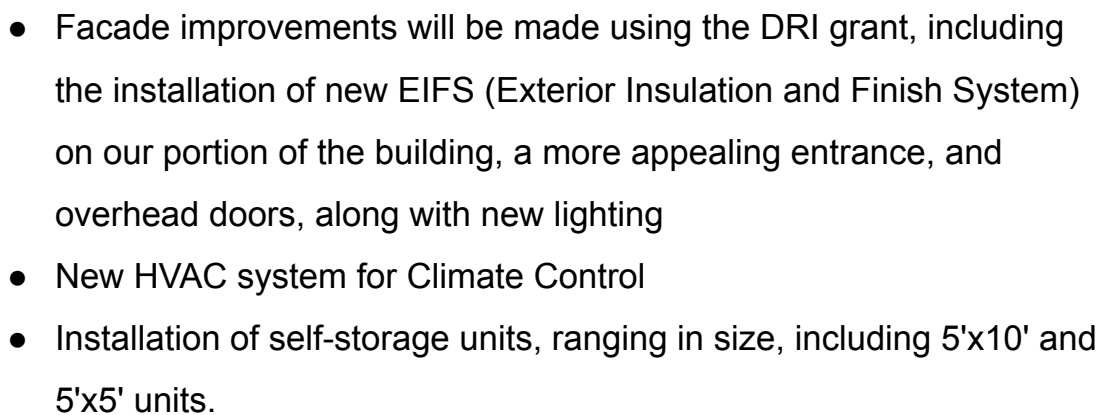 ● Facade improvements will be made using the DRI grant, including
the installation of new EIFS (Exterior Insulation and Finish System)
on our portion of the building, a more appealing entrance, and
overhead doors, along with new lighting
● New HVAC system for Climate Control
● Installation of self-storage units, ranging in size, including 5'x10' and
5'x5' units.